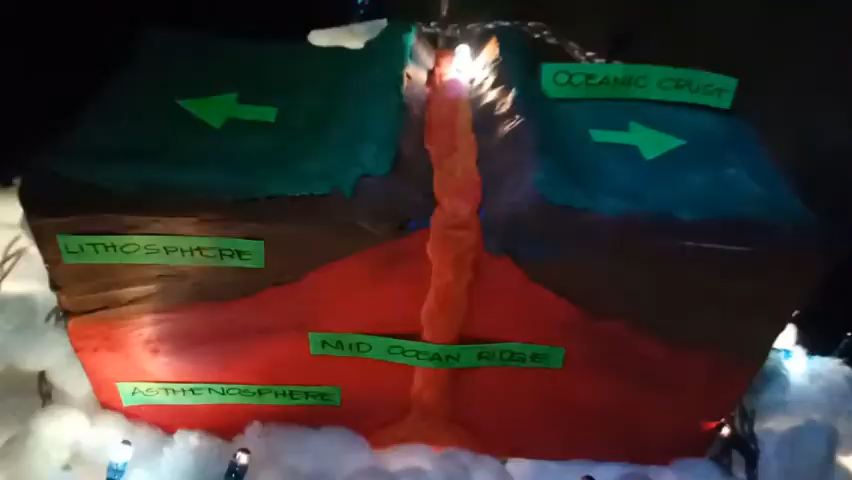 OCEANIC CRUST
LITHOSPHERE
MID OCEAN RIDGE
ASTHENOSPHERE